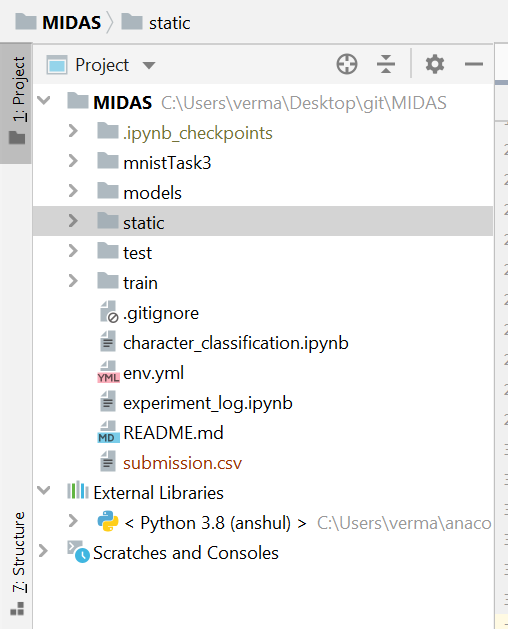 MIDAS static
1: Project
Project
MIDAS C:\Users\verma\Desktop\git\MIDAS
.ipynb_checkpoints
mnistTask3
models
static
test
train
.gitignore
character_classification.ipynb
YML env.yml
experiment_log.ipynb
MD README.md
submission.csv
External Libraries
< Python 3.8 (anshul) > C:\Users\verma\anaco
Scratches and Consoles
7: Structure